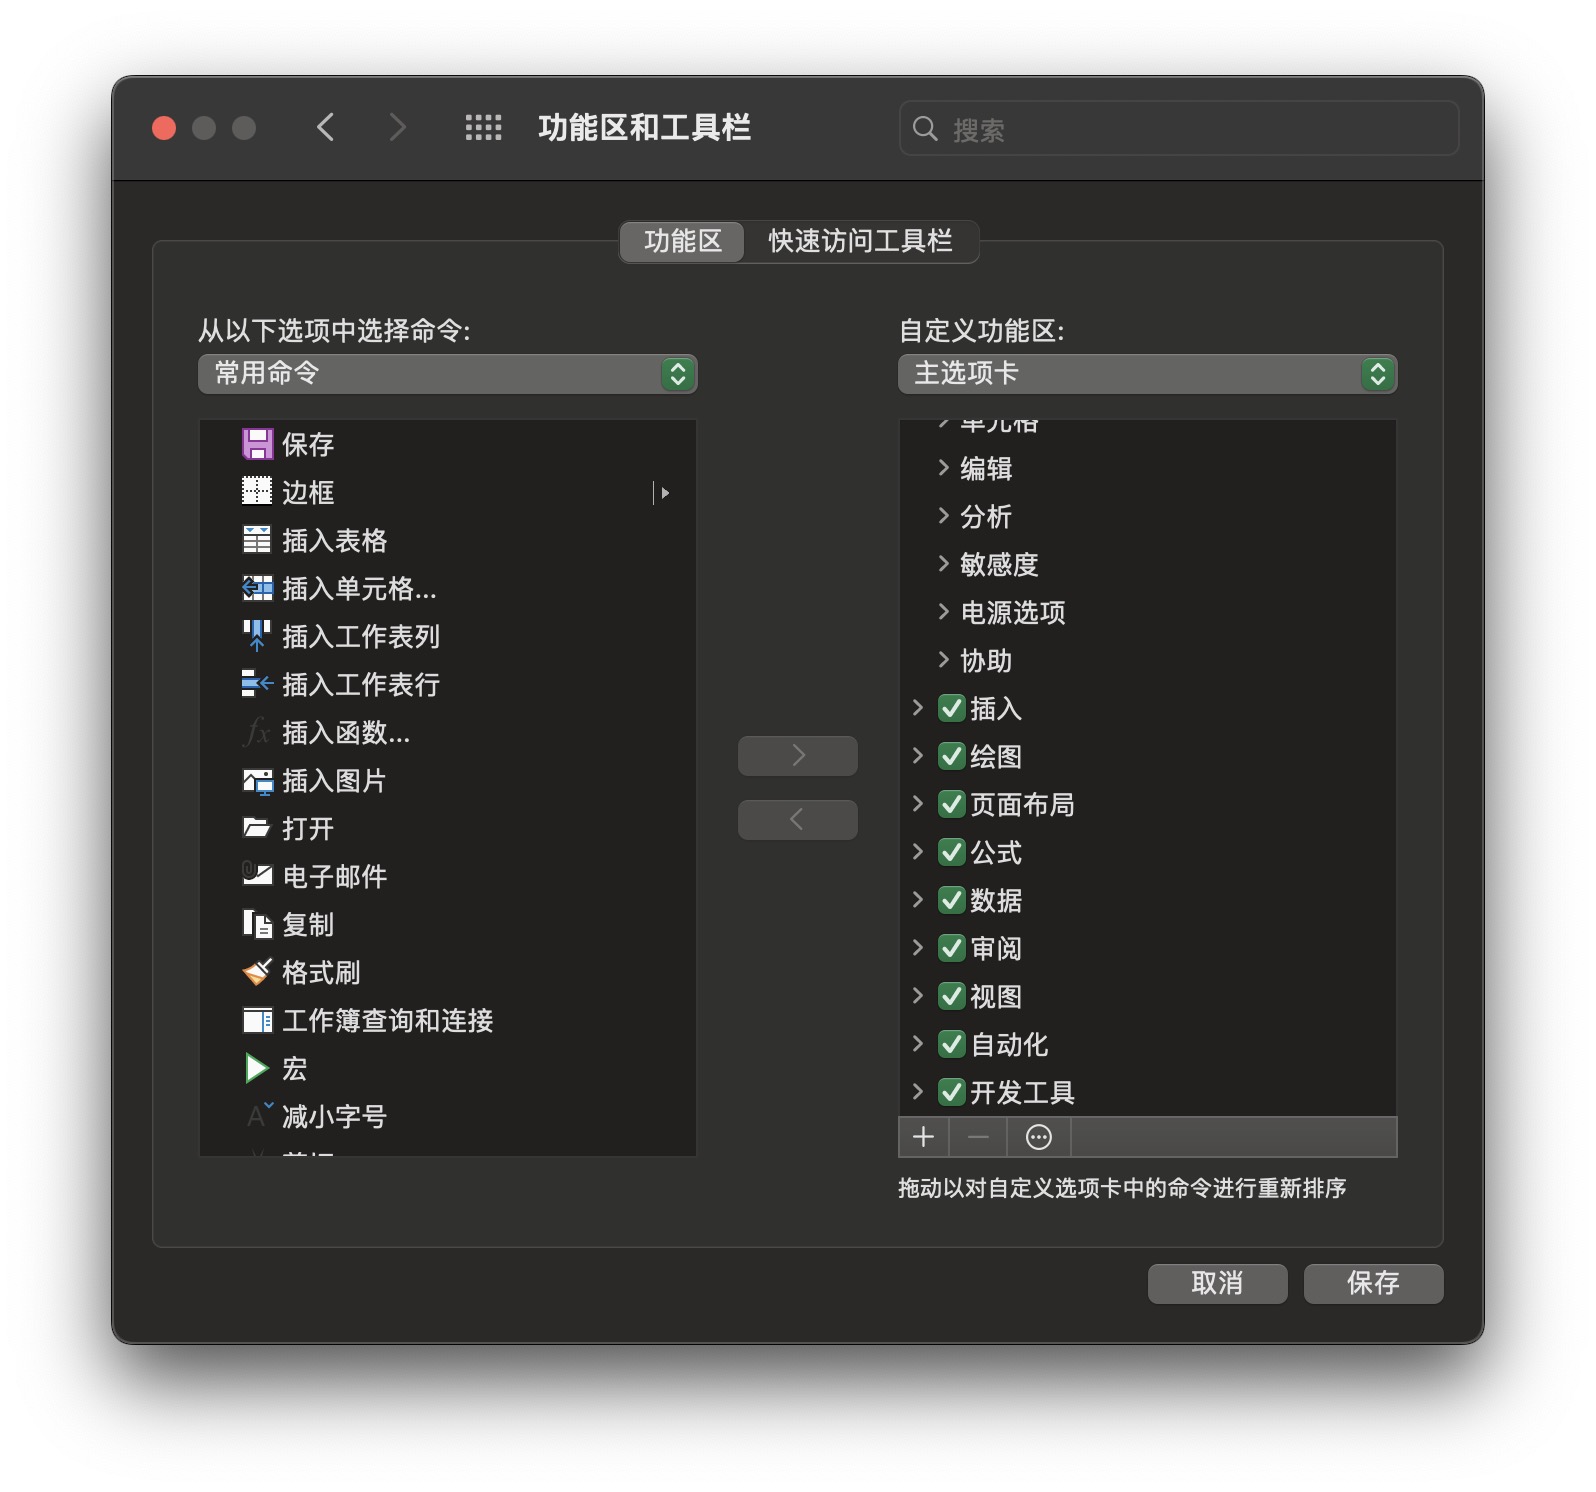 功能区和工具栏
搜索
功能区
快速访问工具栏
从以下选项中选择命令:
常用命令
保存
边框
插入表格
插入单元格...
插入工作表列
插入工作表行
fx
插入函数...
插入图片
打开
电子邮件
复制
格式刷
工作簿查询和连接
宏
A
减小字号
自定义功能区:
主选项卡
单元格
编辑
分析
敏感度
电源选项
协助
插入
绘图
页面布局
公式
数据
审阅
视图
自动化
开发工具
拖动以对自定义选项卡中的命令进行重新排序
取消
保存